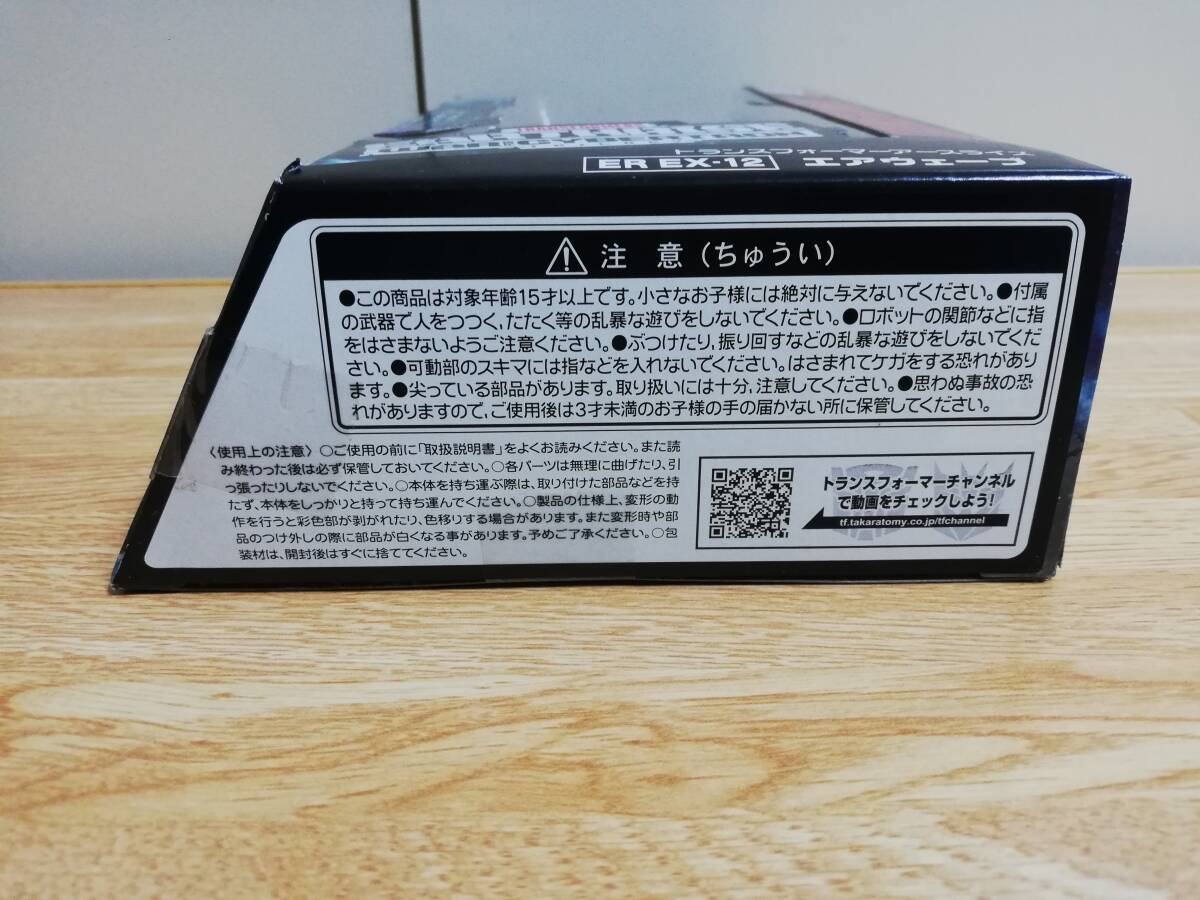 トランスフォーマーアースライズ
ER EX-12 エアウェーブ
注 意(ちゅうい)
●この商品は対象年齢15才以上です。小さなお子様には絶対に与えないでください。●付属
の武器で人をつつく、たたく等の乱暴な遊びをしないでください。●ロボットの関節などに指
をはさまないようご注意ください。●ぶつけたり、振り回すなどの乱暴な遊びをしないでくだ
さい。●可動部のスキマには指などを入れないでください。はさまれてケガをする恐れがあり
ます。●尖っている部品があります。取り扱いには十分、注意してください。●思わぬ事故の恐
れがありますので、ご使用後は3才未満のお子様の手の届かない所に保管してください。
〈使用上の注意〉○ご使用の前に「取扱説明書」をよくお読みください。また読
み終わった後は必ず保管しておいてください。○各パーツは無理に曲げたり、引
っ張ったりしないでください。○本体を持ち運ぶ際は、取り付けた部品などを持
たず、本体をしっかりと持って持ち運んでください。○製品の仕様上、変形の動
作を行うと彩色部が剥がれたり、色移りする場合があります。また変形時や部
品のつけ外しの際に部品が白くなる事があります。予めご了承ください。○包
装材は、開封後はすぐに捨ててください。
トランスフォーマーチャンネル
で動画をチェックしよう!
tf.takaratomy.co.jp/tfchannel